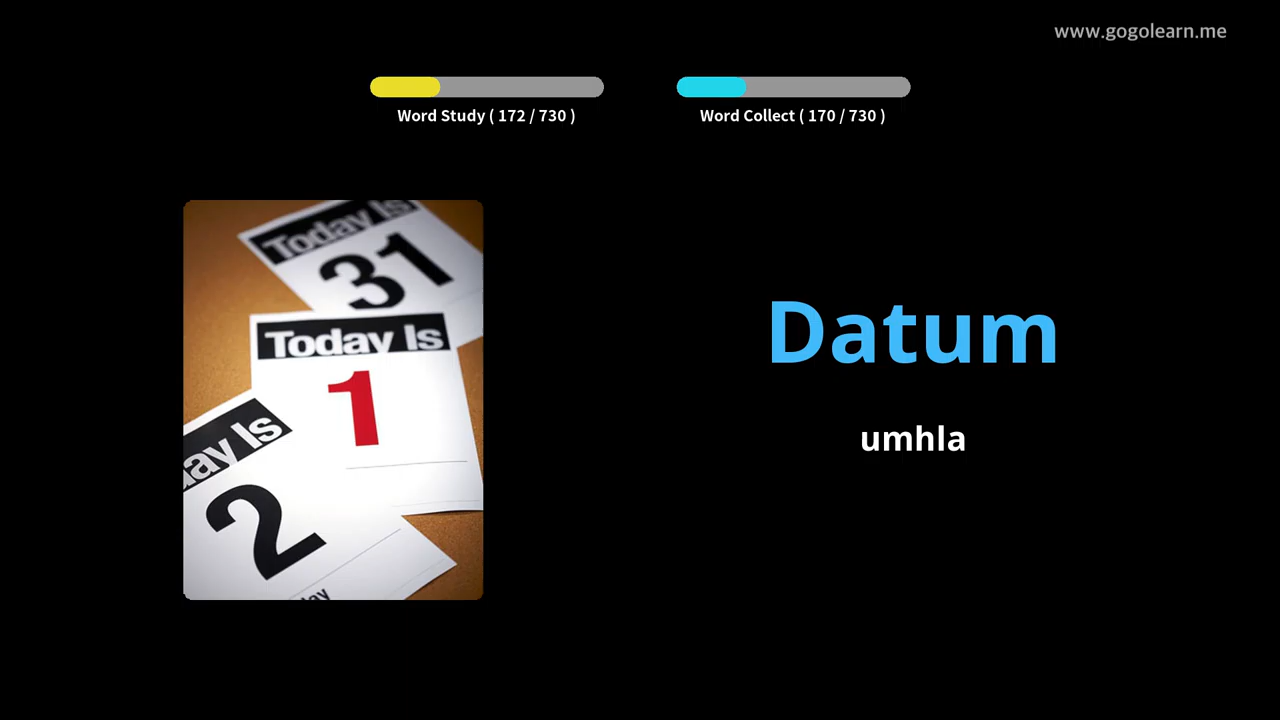 www.gogolearn.me
Word Study ( 172 / 730 )
Word Collect ( 170 / 730 )
Today Is
31
Today Is
1
day Is
2
Datum
umhla